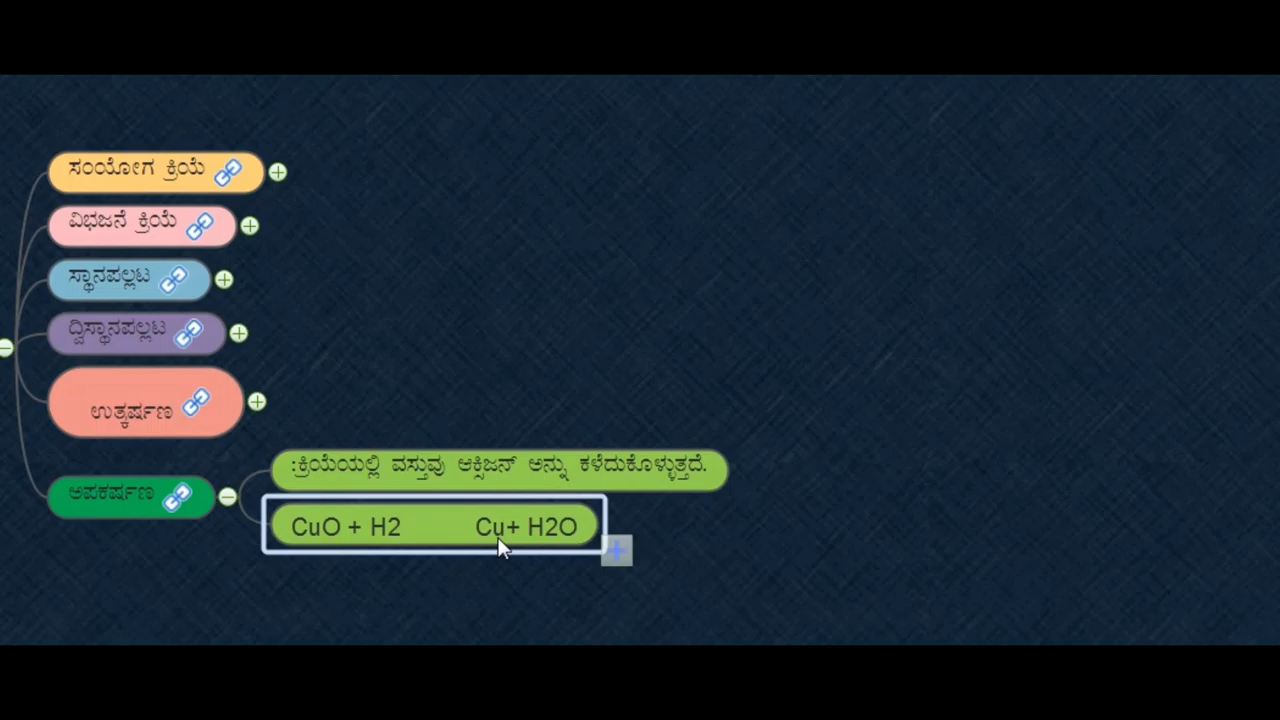 ಸಂಯೋಗ ಕ್ರಿಯೆ
ವಿಭಜನೆ ಕ್ರಿಯೆ
ಸ್ಥಾನಪಲ್ಲಟ
ದ್ವಿಸ್ಥಾನಪಲ್ಲಟ
ಉತ್ಕರ್ಷಣ
:ಕ್ರಿಯೆಯಲ್ಲಿ ವಸ್ತುವು ಆಕ್ಸಿಜನ್ ಅನ್ನು ಕಳೆದುಕೊಳ್ಳುತ್ತದೆ.
ಅಪಕರ್ಷಣ
CuO + H2 Cu+ H2O